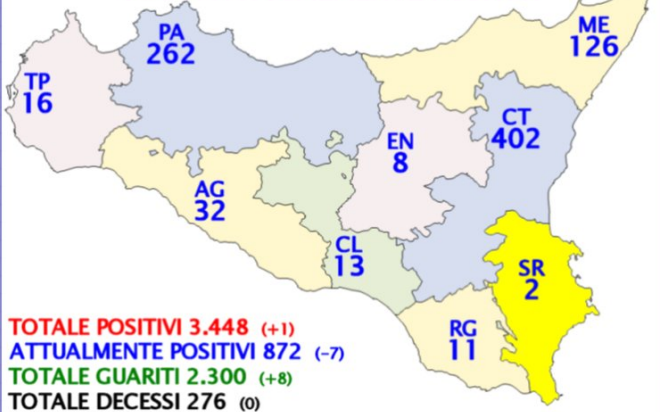 PA
262
ME
126
TP
16
CT
402
EN
8
AG
32
CL
13
SR
2
RG
11
TOTALE POSITIVI 3.448 (+1)
ATTUALMENTE POSITIVI 872 (-7)
TOTALE GUARITI 2.300 (+8)
TOTALE DECESSI 276 (0)